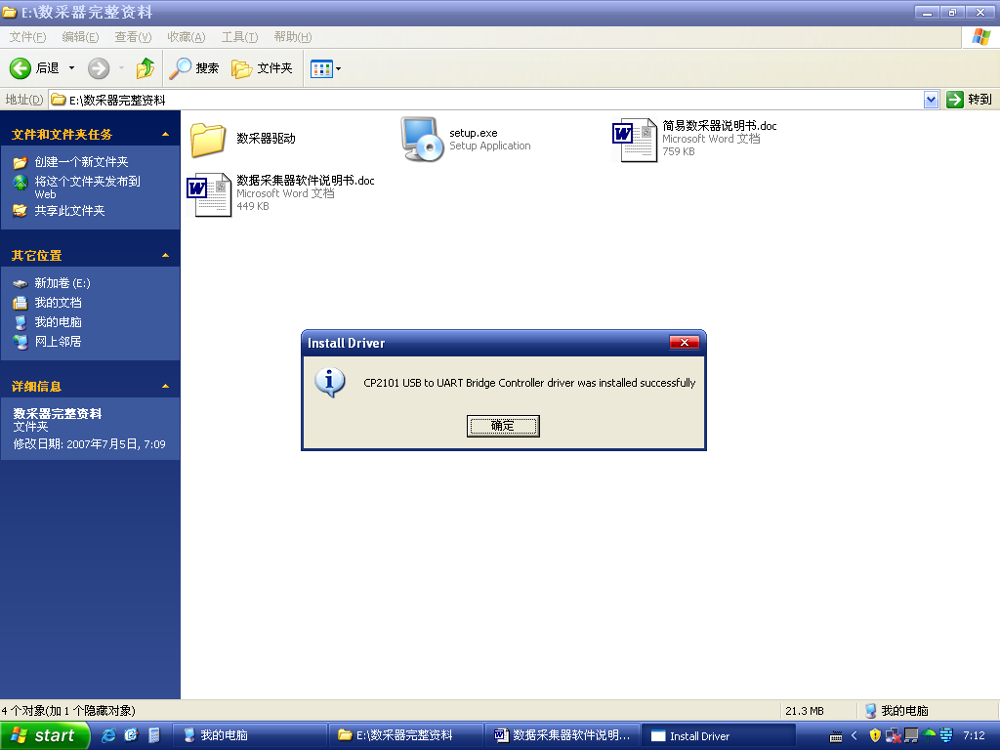 E:\数采器完整资料
文件(F) 编辑(E) 查看(V) 收藏(A) 工具(T) 帮助(H)
后退 搜索 文件夹
地址(D) E:\数采器完整资料 转到
文件和文件夹任务
创建一个新文件夹
将这个文件夹发布到
Web
共享此文件夹
其它位置
新加卷 (E:)
我的文档
我的电脑
网上邻居
详细信息
数采器完整资料
文件夹
修改日期: 2007年7月5日, 7:09
数采器驱动
setup.exe
Setup Application
简易数采器说明书.doc
Microsoft Word 文档
759 KB
数据采集器软件说明书.doc
Microsoft Word 文档
449 KB
Install Driver
CP2101 USB to UART Bridge Controller driver was installed successfully
确定
4 个对象(加 1 个隐藏对象) 21.3 MB 我的电脑
start 我的电脑 E:\数采器完整资料 数据采集器软件说明... Install Driver 7:12